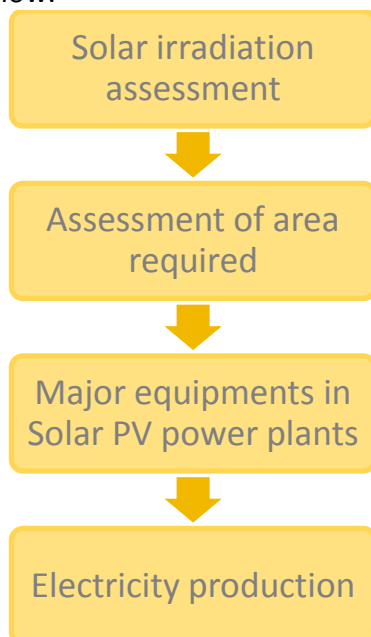 Solar irradiation
assessment
Assessment of area
required
Major equipments in
Solar PV power plants
Electricity production